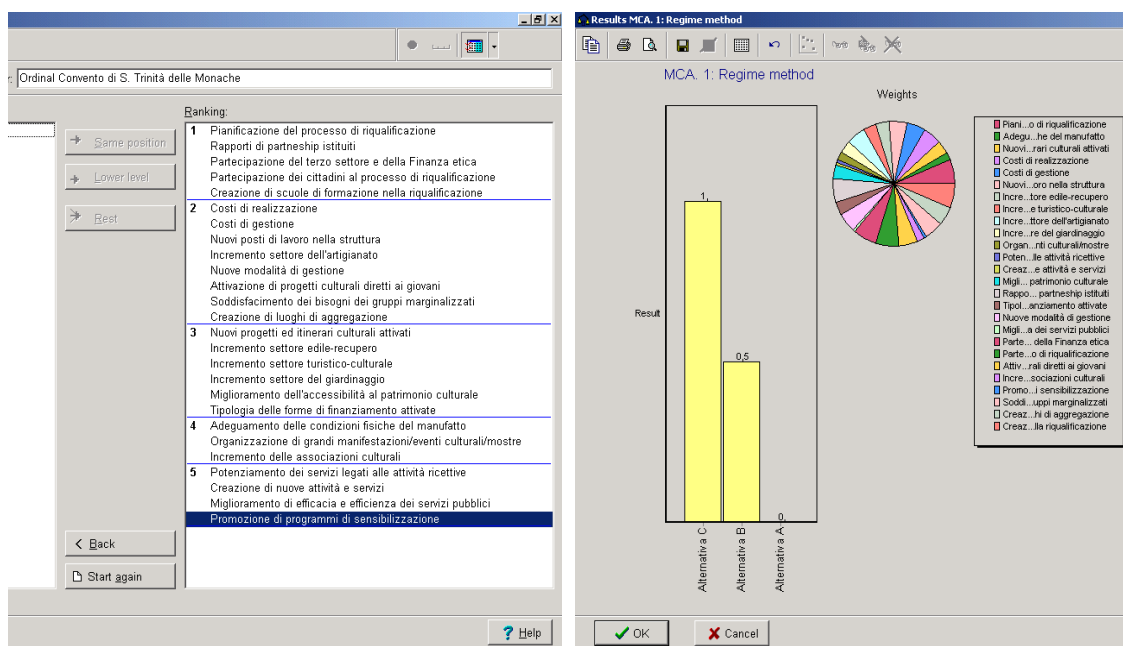 r: Ordinal Convento di S. Trinità delle Monache
Ranking:
1 Pianificazione del processo di riqualificazione
Rapporti di partneship istituiti
Partecipazione del terzo settore e della Finanza etica
Partecipazione dei cittadini al processo di riqualificazione
Creazione di scuole di formazione nella riqualificazione
2 Costi di realizzazione
Costi di gestione
Nuovi posti di lavoro nella struttura
Incremento settore dell'artigianato
Nuove modalità di gestione
Attivazione di progetti culturali diretti ai giovani
Soddisfacimento dei bisogni dei gruppi marginalizzati
Creazione di luoghi di aggregazione
3 Nuovi progetti ed itinerari culturali attivati
Incremento settore edile-recupero
Incremento settore turistico-culturale
Incremento settore del giardinaggio
Miglioramento dell'accessibilità al patrimonio culturale
Tipologia delle forme di finanziamento attivate
4 Adeguamento delle condizioni fisiche del manufatto
Organizzazione di grandi manifestazioni/eventi culturali/mostre
Incremento delle associazioni culturali
5 Potenziamento dei servizi legati alle attività ricettive
Creazione di nuove attività e servizi
Miglioramento di efficacia e efficienza dei servizi pubblici
Promozione di programmi di sensibilizzazione
Same position
Lower level
Rest
Back
Start again
Help
Results MCA. 1: Regime method
MCA. 1: Regime method
Weights
Result
1,
0,5
0,
Alternativa C
Alternativa B
Alternativa A
Piani...o di riqualificazione
Adegu...he del manufatto
Nuovi...rari culturali attivati
Costi di realizzazione
Costi di gestione
Nuovi...oro nella struttura
Incre...tore edile-recupero
Incre...e turistico-culturale
Incre...ttore dell'artigianato
Incre...re del giardinaggio
Organ...nti culturali/mostre
Poten...lle attività ricettive
Creaz...e attività e servizi
Migli... patrimonio culturale
Rappo... partneship istituiti
Tipol...anziamento attivate
Nuove modalità di gestione
Migli...a dei servizi pubblici
Parte... della Finanza etica
Parte...o di riqualificazione
Attiv...rali diretti ai giovani
Incre...sociazioni culturali
Promo...i sensibilizzazione
Soddi...uppi marginalizzati
Creaz...hi di aggregazione
Creaz...lla riqualificazione
OK
Cancel